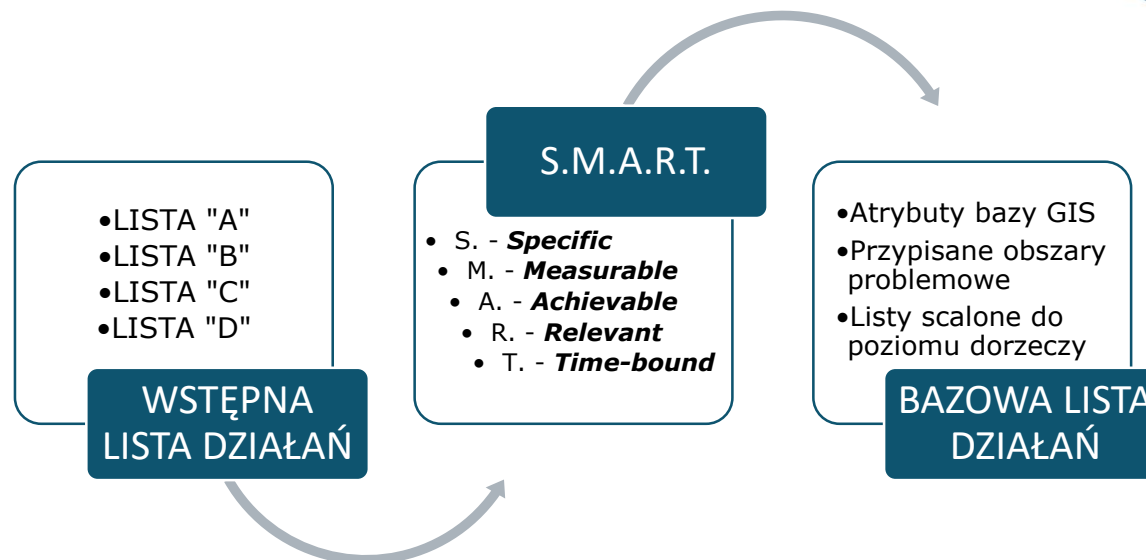 •LISTA "A"
•LISTA "B"
•LISTA "C"
•LISTA "D"
WSTĘPNA
LISTA DZIAŁAŃ
S.M.A.R.T.
• S. - Specific
• M. - Measurable
• A. - Achievable
• R. - Relevant
• T. - Time-bound
•Atrybuty bazy GIS
•Przypisane obszary
problemowe
•Listy scalone do
poziomu dorzeczy
BAZOWA LISTA
DZIAŁAŃ